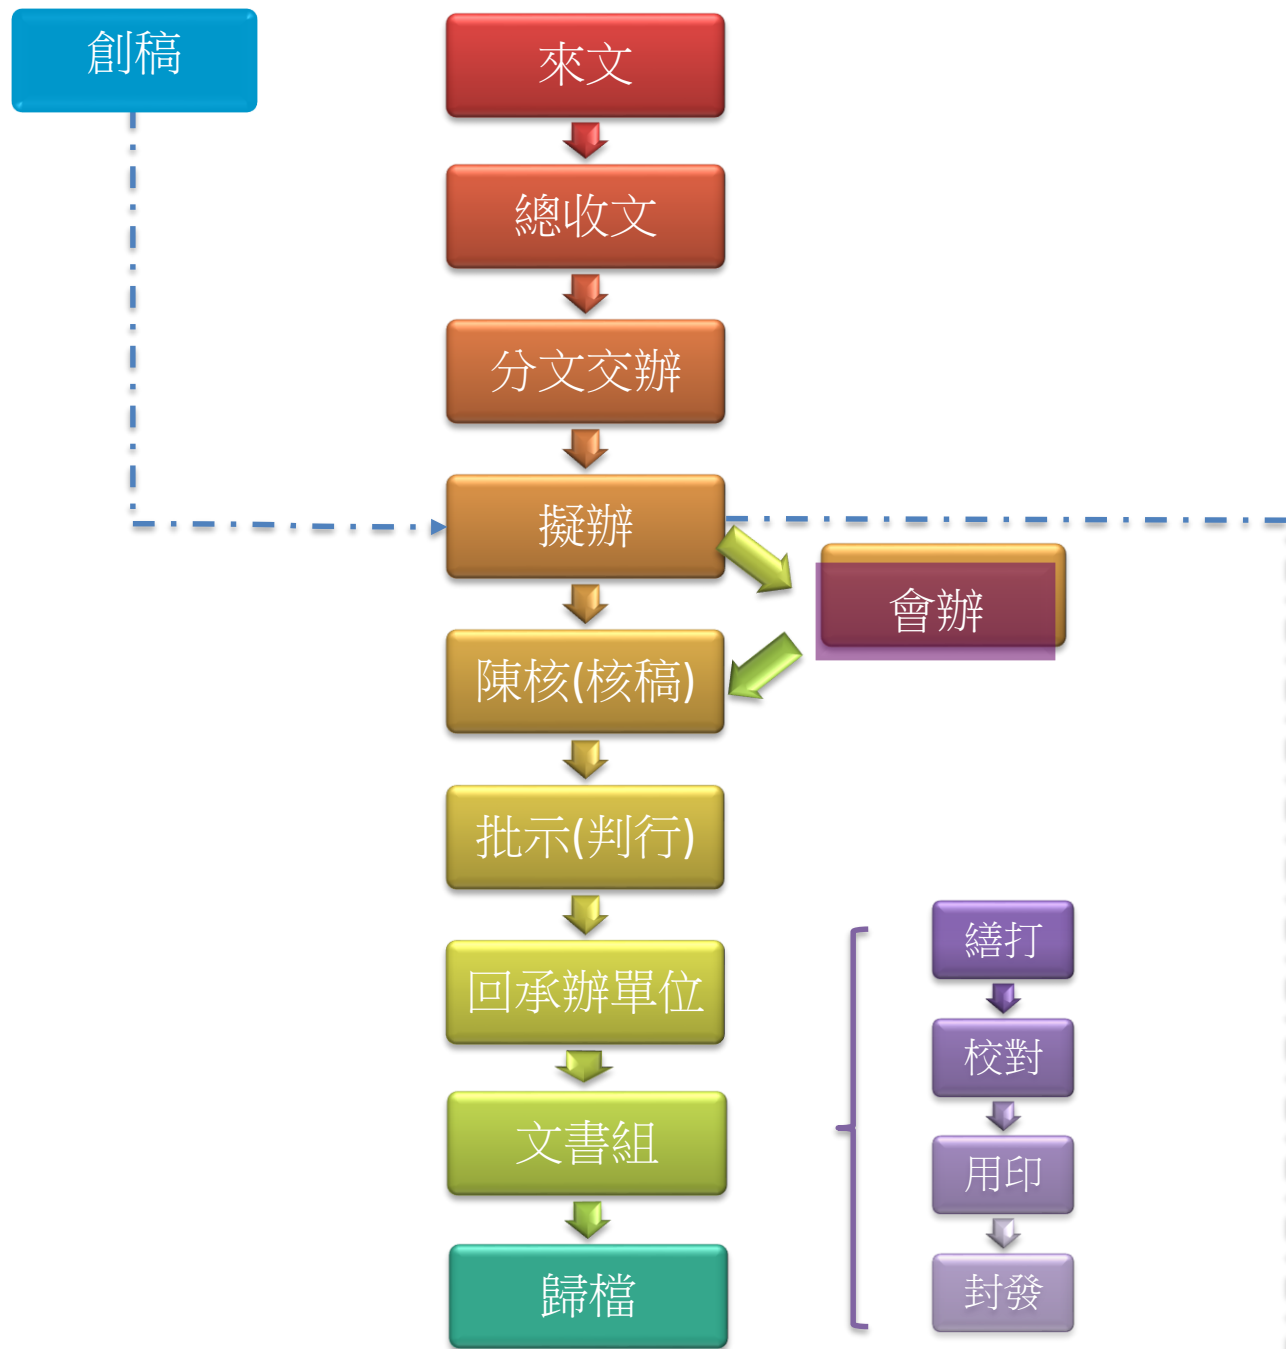 創稿
來文
總收文
分文交辦
擬辦
會辦
陳核(核稿)
批示(判行)
回承辦單位
文書組
歸檔
繕打
校對
用印
封發